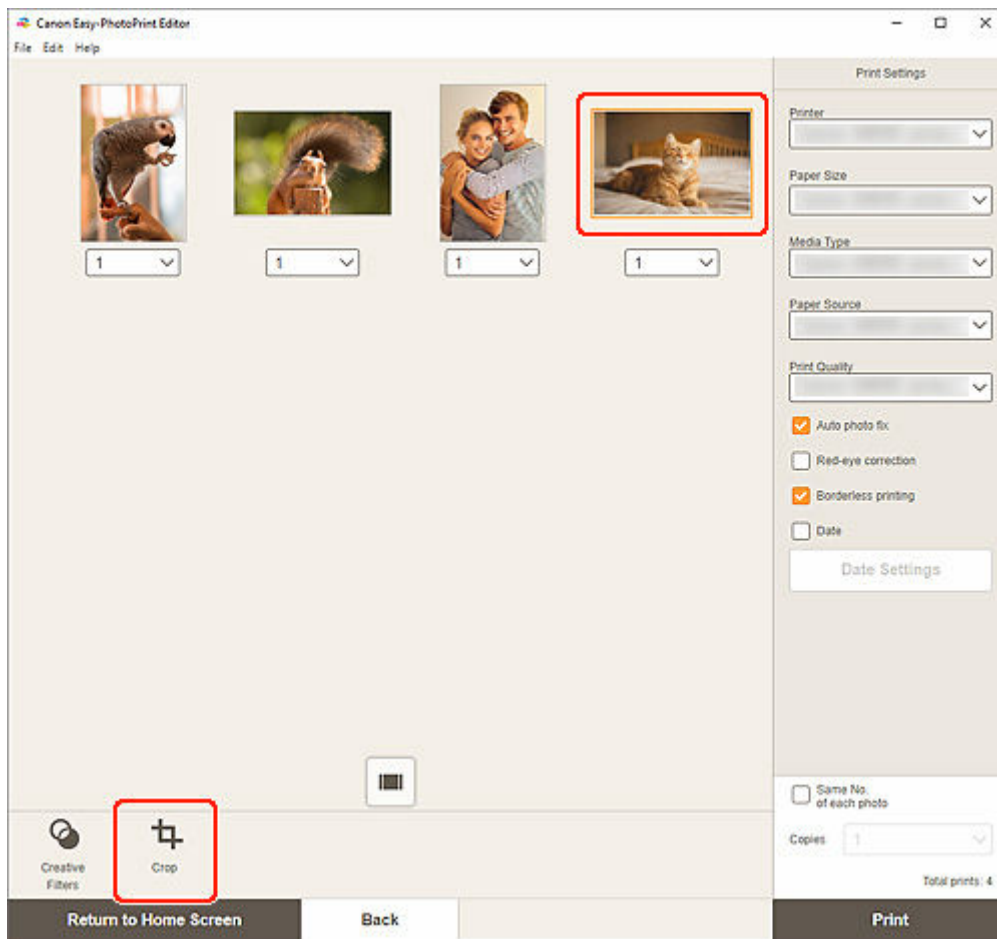 Canon Easy-PhotoPrint Editor
File Edit Help
1
1
1
1
Print Settings
Printer
Paper Size
Media Type
Paper Source
Print Quality
Auto photo fix
Red-eye correction
Borderless printing
Date
Date Settings
Same No.
of each photo
Copies 1
Total prints: 4
Creative
Filters
Crop
Return to Home Screen
Back
Print